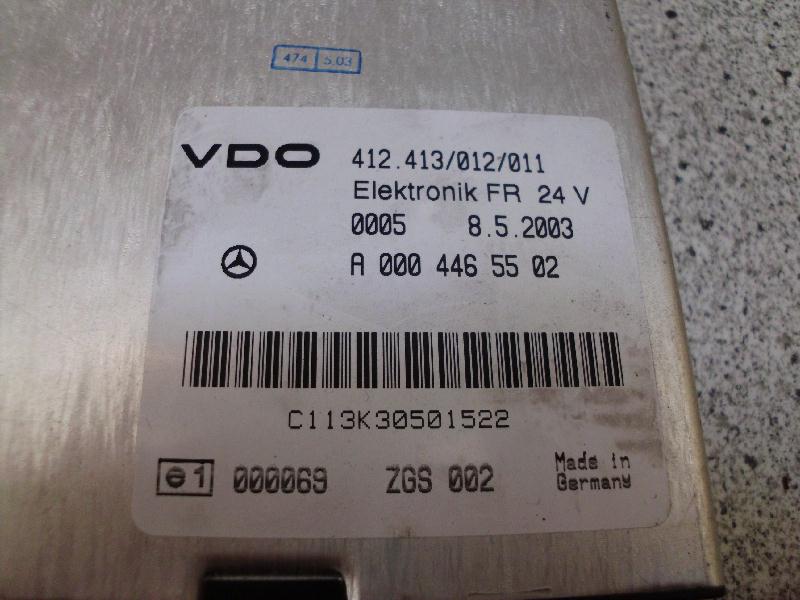 474 5.03
VDO 412.413/012/011
Elektronik FR 24 V
0005 8.5.2003
A 000 446 55 02
C113K30501522
e1 000069 ZGS 002 Made in
Germany